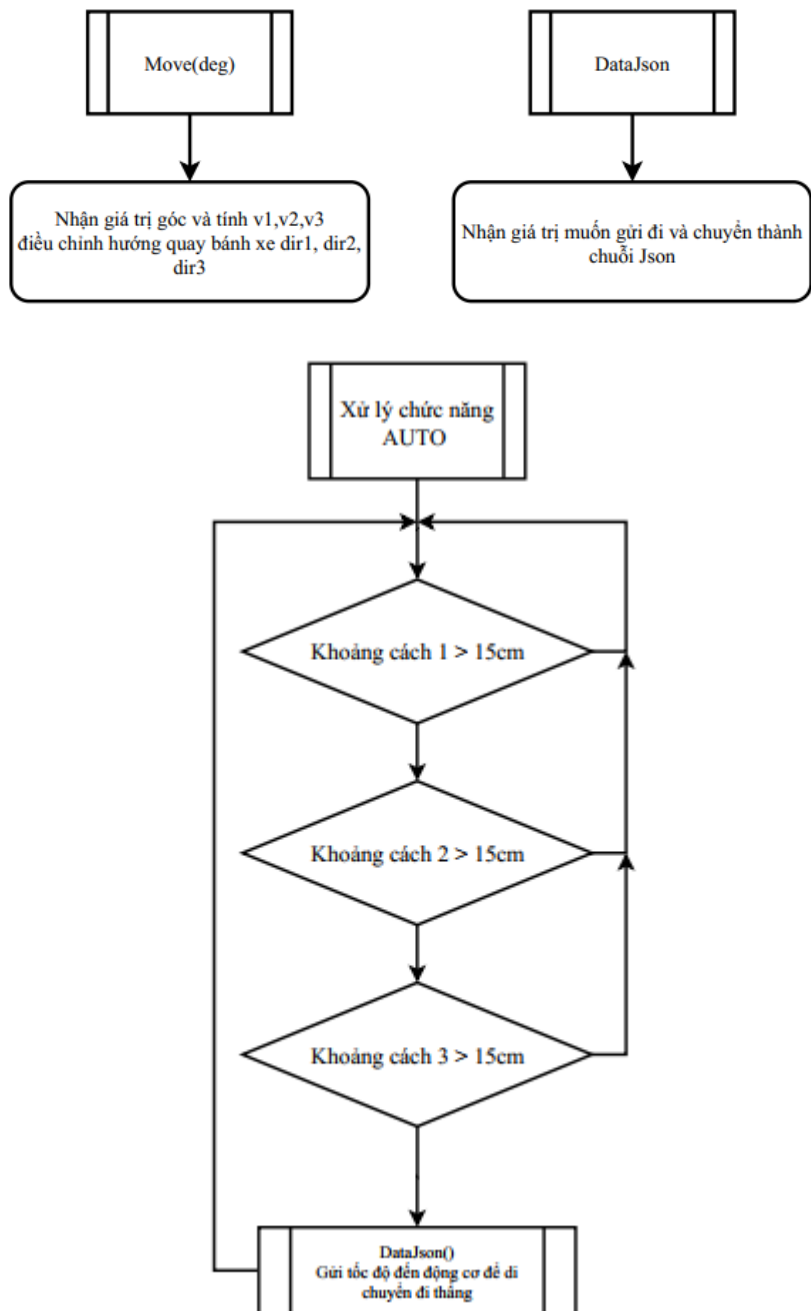 Move(deg)
DataJson
Nhận giá trị góc và tính v1,v2,v3
điều chỉnh hướng quay bánh xe dir1, dir2,
dir3
Nhận giá trị muốn gửi đi và chuyển thành
chuỗi Json
Xử lý chức năng
AUTO
Khoảng cách 1 > 15cm
Khoảng cách 2 > 15cm
Khoảng cách 3 > 15cm
DataJson()
Gửi tốc độ đến động cơ để di
chuyển đi thẳng